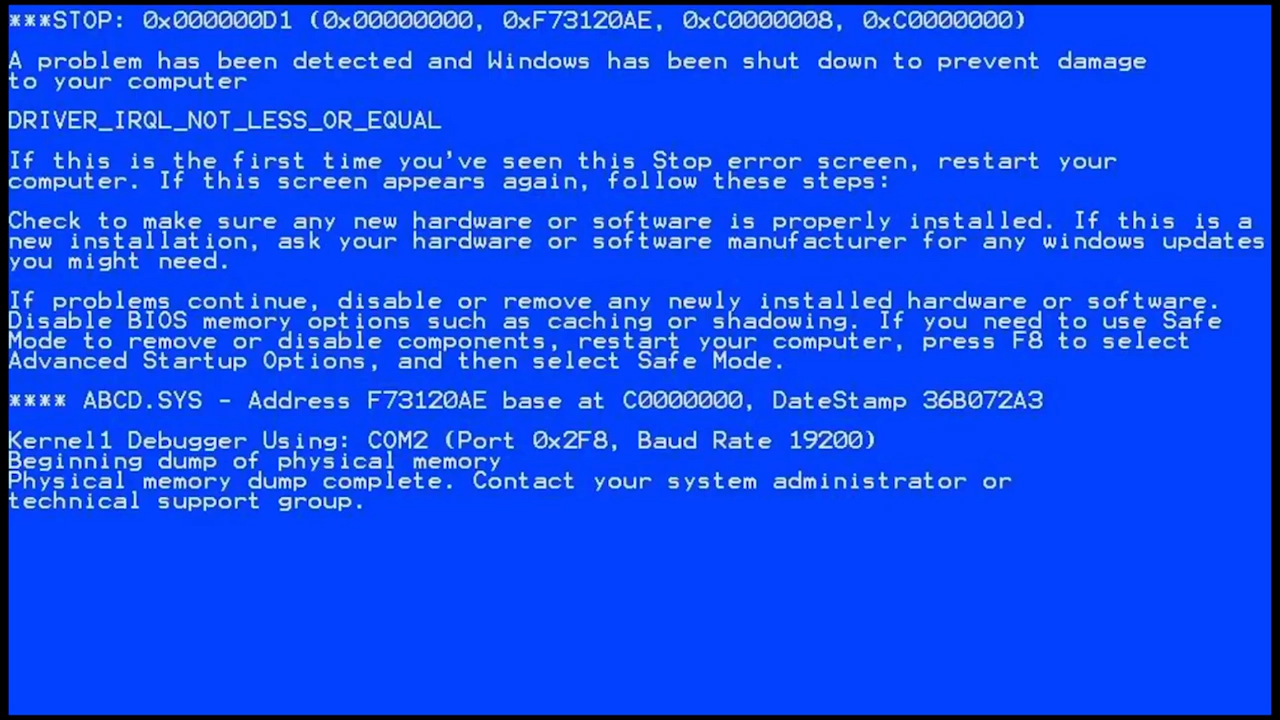 ***STOP: 0x000000D1 (0x00000000, 0xF73120AE, 0xC0000008, 0xC0000000)
A problem has been detected and Windows has been shut down to prevent damage
to your computer
DRIVER_IRQL_NOT_LESS_OR_EQUAL
If this is the first time you've seen this Stop error screen, restart your
computer. If this screen appears again, follow these steps:
Check to make sure any new hardware or software is properly installed. If this is a
new installation, ask your hardware or software manufacturer for any windows updates
you might need.
If problems continue, disable or remove any newly installed hardware or software.
Disable BIOS memory options such as caching or shadowing. If you need to use Safe
Mode to remove or disable components, restart your computer, press F8 to select
Advanced Startup Options, and then select Safe Mode.
**** ABCD.SYS - Address F73120AE base at C0000000, DateStamp 36B072A3
Kernel1 Debugger Using: COM2 (Port 0x2F8, Baud Rate 19200)
Beginning dump of physical memory
Physical memory dump complete. Contact your system administrator or
technical support group.